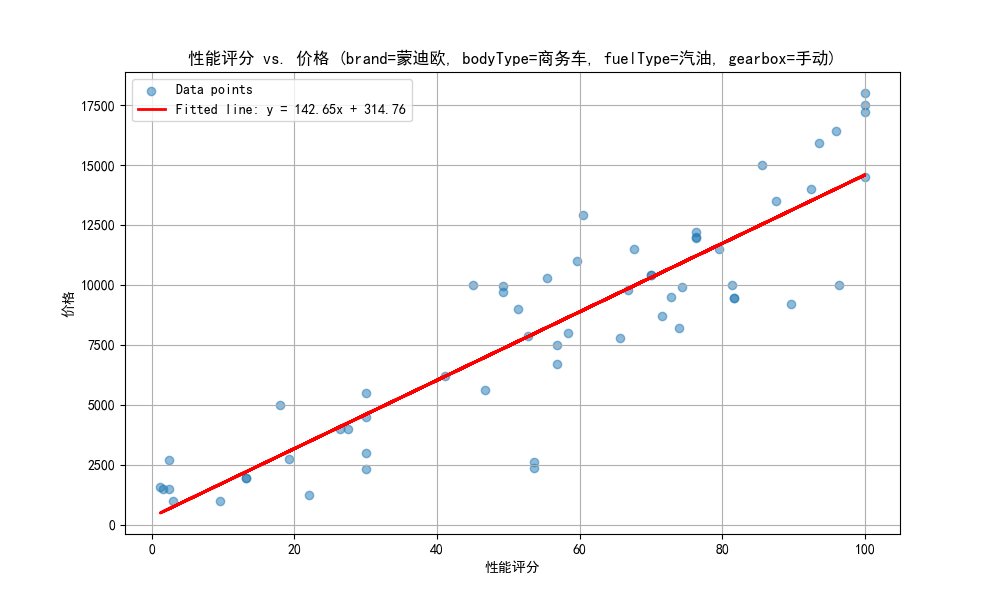 性能评分 vs. 价格 (brand=蒙迪欧, bodyType=商务车, fuelType=汽油, gearbox=手动)
Data points
Fitted line: y = 142.65x + 314.76
17500
15000
12500
10000
7500
5000
2500
0
价格
0 20 40 60 80 100
性能评分